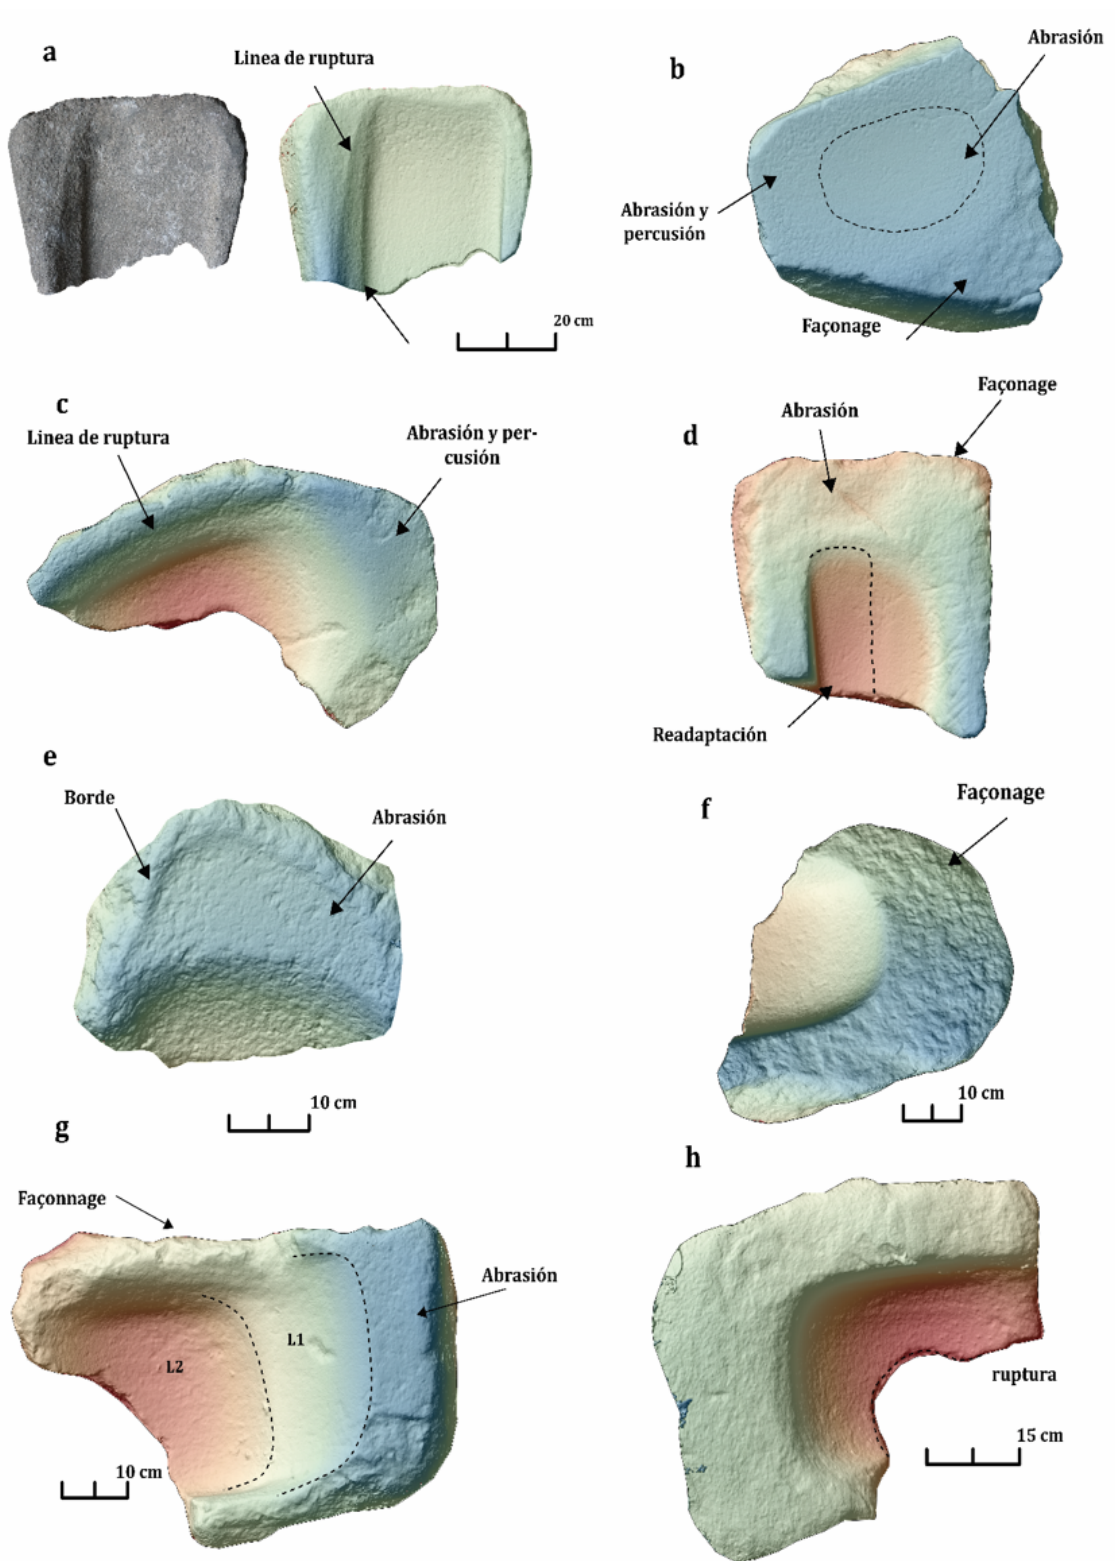 a
Linea de ruptura
20 cm
b
Abrasión
Abrasión y
percusión
Façonage
c
Linea de ruptura
Abrasión y per-
cusión
d
Façonage
Abrasión
Readaptación
e
Borde
Abrasión
10 cm
f
Façonage
10 cm
g
Façonnage
Abrasión
L1
L2
10 cm
h
ruptura
15 cm